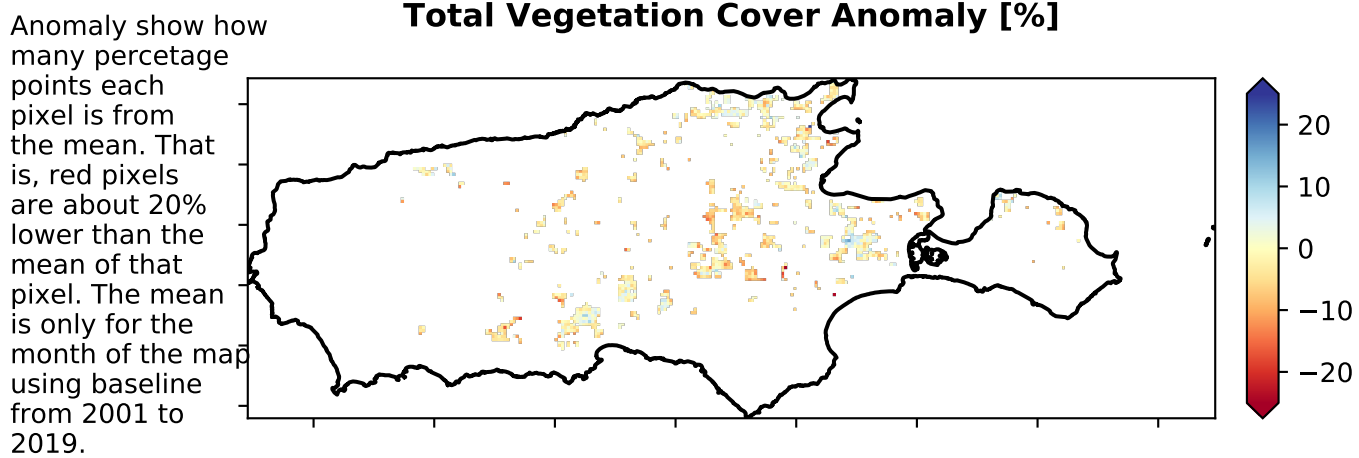 Total Vegetation Cover Anomaly [%]
Anomaly show how
many percetage
points each
pixel is from
the mean. That
is, red pixels
are about 20%
lower than the
mean of that
pixel. The mean
is only for the
month of the map
using baseline
from 2001 to
2019.
20
10
0
−10
−20